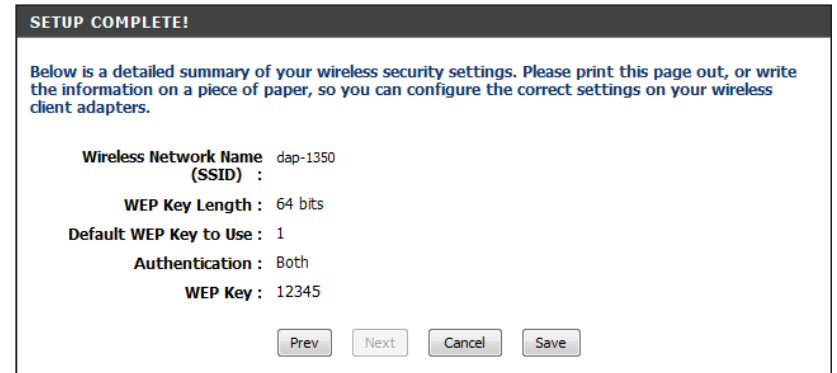 SETUP COMPLETE!
Below is a detailed summary of your wireless security settings. Please print this page out, or write
the information on a piece of paper, so you can configure the correct settings on your wireless
client adapters.
Wireless Network Name dap-1350
(SSID) :
WEP Key Length : 64 bits
Default WEP Key to Use : 1
Authentication : Both
WEP Key : 12345
Prev Next Cancel Save